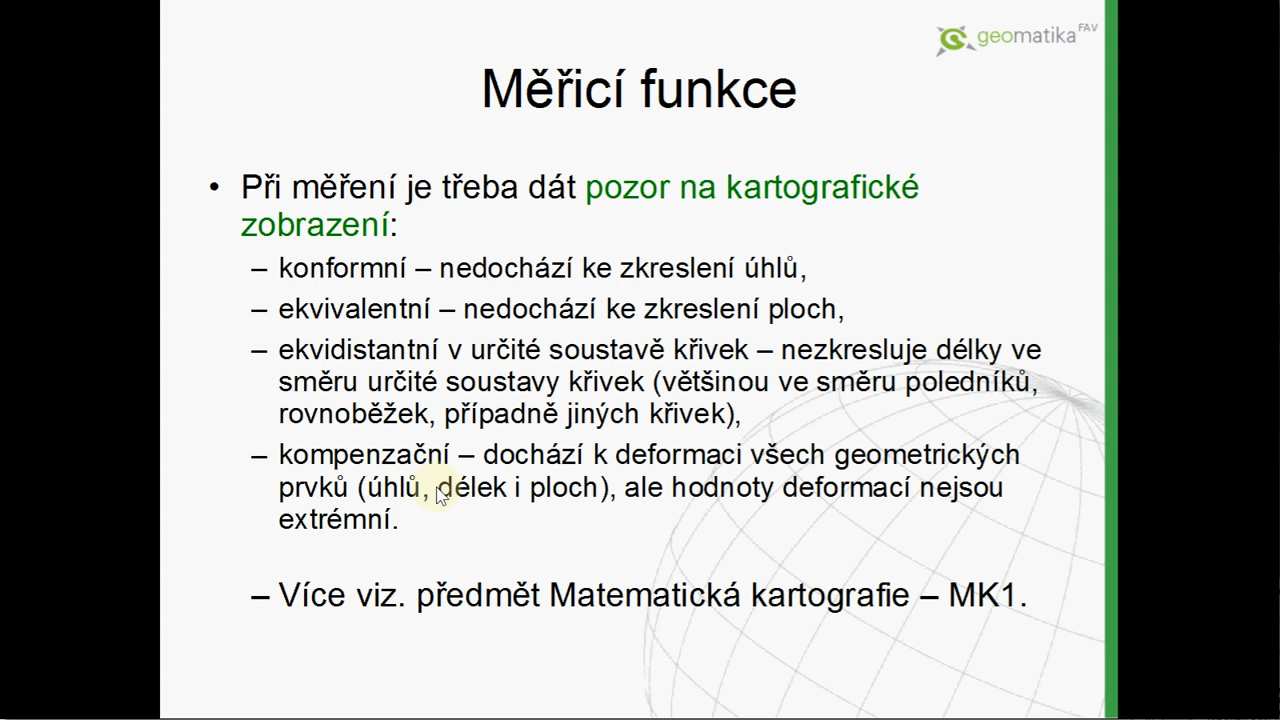 geomatika FAV
Měřicí funkce
• Při měření je třeba dát pozor na kartografické
zobrazení:
– konformní – nedochází ke zkreslení úhlů,
– ekvivalentní – nedochází ke zkreslení ploch,
– ekvidistantní v určité soustavě křivek – nezkresluje délky ve
směru určité soustavy křivek (většinou ve směru poledníků,
rovnoběžek, případně jiných křivek),
– kompenzační – dochází k deformaci všech geometrických
prvků (úhlů, délek i ploch), ale hodnoty deformací nejsou
extrémní.
– Více viz. předmět Matematická kartografie – MK1.